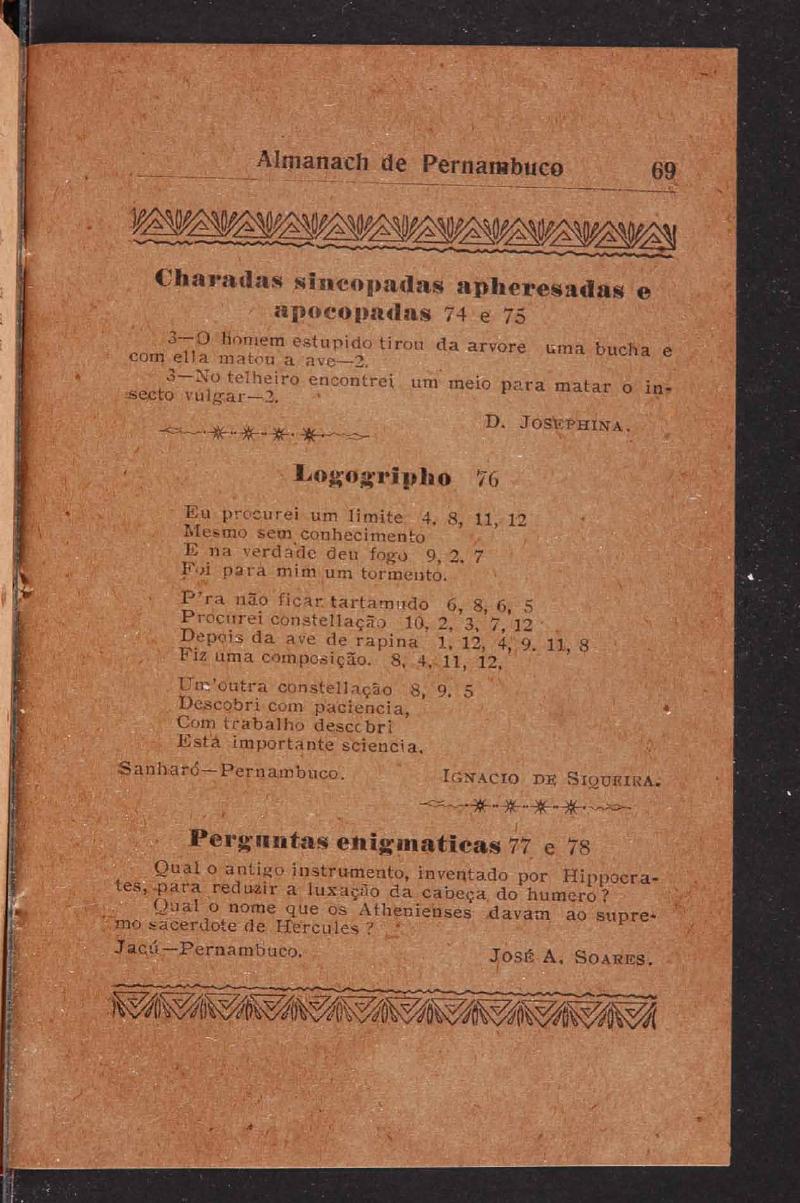 Almanach de Pernambuco 69
Charadas sincopadas apheresadas e
apocopadas 74 e 75
3—O homem estupido tirou da arvore uma bucha e
com ella matou a ave—2.
3—No telheiro encontrei um meio para matar o in-
secto vulgar—2.
D. JOSEPHINA.
Logogripho 76
Eu procurei um limite 4, 8, 11, 12
Mesmo sem conhecimento
E na verdade deu fogo 9, 2, 7
Foi para mim um tormento.
P'ra não ficar tartamudo 6, 8, 6, 5
Procurei constellação 10, 2, 3, 7, 12
Depois da ave de rapina 1, 12, 4, 9, 11, 8
Fiz uma composição. 8, 4, 11, 12,
Um'outra constellação 8, 9, 5
Descobri com paciencia,
Com trabalho descobri
Esta importante sciencia.
Sanharó—Pernambuco. IGNACIO DE SIQUEIRA.
Perguntas enigmaticas 77 e 78
Qual o antigo instrumento, inventado por Hippocra-
tes, para reduzir a luxação da cabeça do humero?
Qual o nome que os Athenienses davam ao supre-
mo sacerdote de Hercules?
Jacú—Pernambuco. JOSÉ A. SOARES.